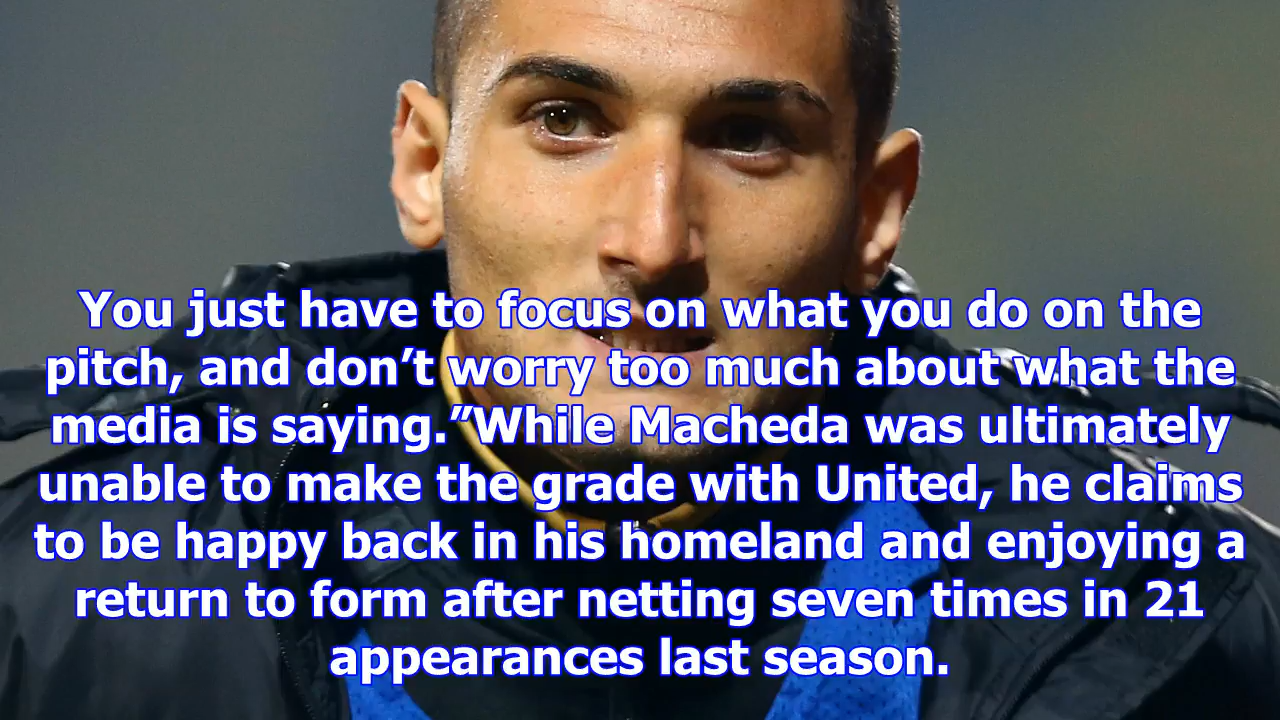 You just have to focus on what you do on the
pitch, and don’t worry too much about what the
media is saying.”While Macheda was ultimately
unable to make the grade with United, he claims
to be happy back in his homeland and enjoying a
return to form after netting seven times in 21
appearances last season.